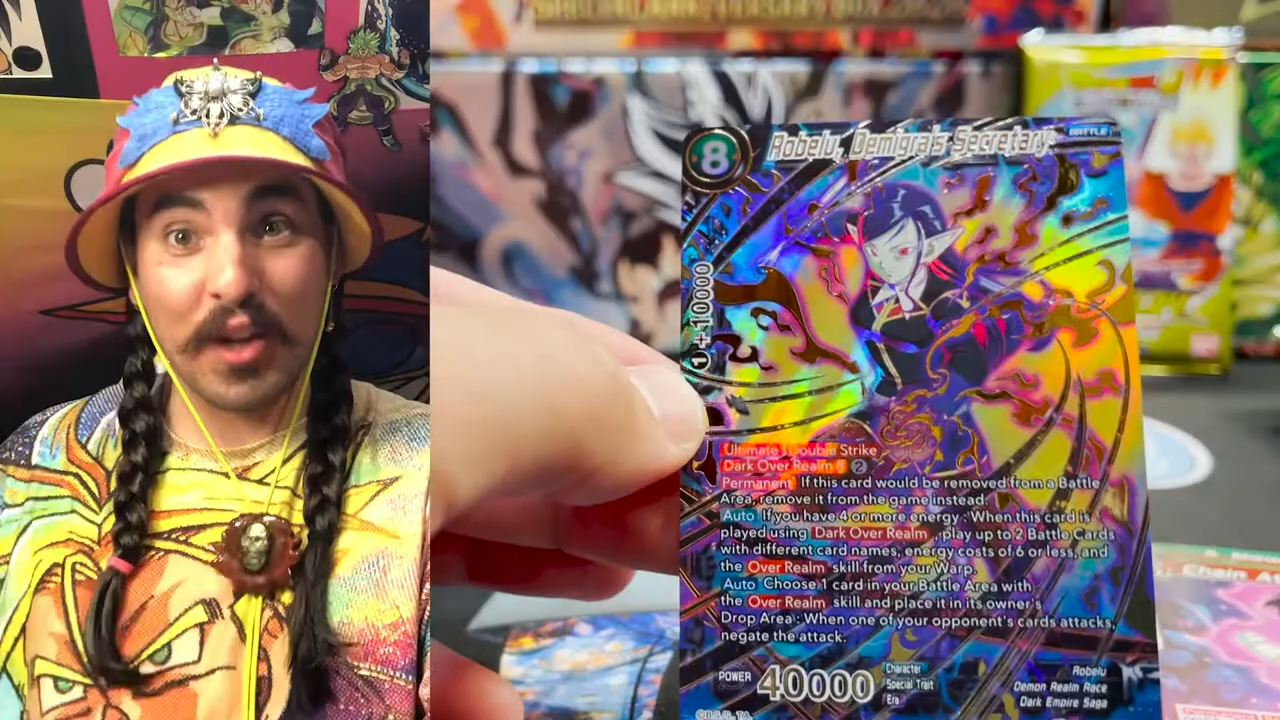 8
Robelu, Demigra's Secretary
BATTLE
1 +10000
Ultimate Double Strike
Dark Over Realm 8 2
Permanent If this card would be removed from a Battle
Area, remove it from the game instead.
Auto If you have 4 or more energy : When this card is
played using Dark Over Realm , play up to 2 Battle Cards
with different card names, energy costs of 6 or less, and
the Over Realm skill from your Warp.
Auto Choose 1 card in your Battle Area with
the Over Realm skill and place it in its owner's
Drop Area : When one of your opponent's cards attacks,
negate the attack.
POWER 40000
Character Robelu
Special Trait Demon Realm Race
Era Dark Empire Saga
Chain